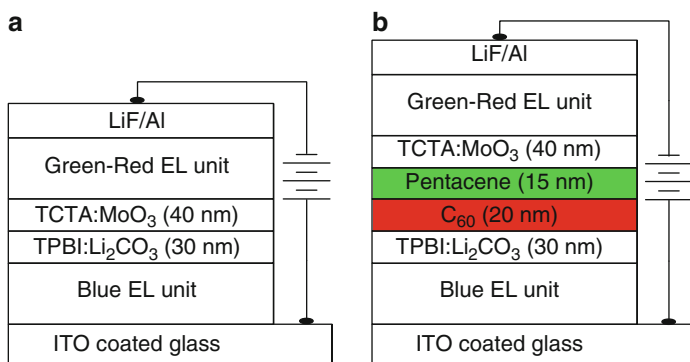 a
LiF/Al
Green-Red EL unit
TCTA:MoO₃ (40 nm)
TPBI:Li₂CO₃ (30 nm)
Blue EL unit
ITO coated glass
b
LiF/Al
Green-Red EL unit
TCTA:MoO₃ (40 nm)
Pentacene (15 nm)
C₆₀ (20 nm)
TPBI:Li₂CO₃ (30 nm)
Blue EL unit
ITO coated glass